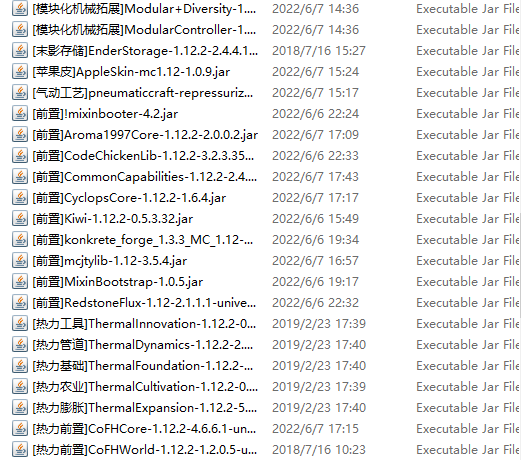 [模块化机械拓展]Modular+Diversity-1.... 2022/6/7 14:36 Executable Jar File
[模块化机械拓展]ModularController-1.... 2022/6/7 14:36 Executable Jar File
[末影存储]EnderStorage-1.12.2-2.4.4.1... 2018/7/16 15:27 Executable Jar File
[苹果皮]AppleSkin-mc1.12-1.0.9.jar 2022/6/7 15:24 Executable Jar File
[气动工艺]pneumaticcraft-repressuriz... 2022/6/7 15:17 Executable Jar File
[前置]!mixinbooter-4.2.jar 2022/6/6 22:24 Executable Jar File
[前置]Aroma1997Core-1.12.2-2.0.0.2.jar 2022/6/7 17:09 Executable Jar File
[前置]CodeChickenLib-1.12.2-3.2.3.35... 2022/6/6 22:33 Executable Jar File
[前置]CommonCapabilities-1.12.2-2.4.... 2022/6/7 17:43 Executable Jar File
[前置]CyclopsCore-1.12.2-1.6.4.jar 2022/6/7 17:17 Executable Jar File
[前置]Kiwi-1.12.2-0.5.3.32.jar 2022/6/6 15:49 Executable Jar File
[前置]konkrete_forge_1.3.3_MC_1.12-... 2022/6/6 19:34 Executable Jar File
[前置]mcjtylib-1.12-3.5.4.jar 2022/6/7 16:57 Executable Jar File
[前置]MixinBootstrap-1.0.5.jar 2022/6/6 19:17 Executable Jar File
[前置]RedstoneFlux-1.12-2.1.1.1-unive... 2022/6/6 22:32 Executable Jar File
[热力工具]ThermalInnovation-1.12.2-0... 2019/2/23 17:39 Executable Jar File
[热力管道]ThermalDynamics-1.12.2-2.... 2019/2/23 17:40 Executable Jar File
[热力基础]ThermalFoundation-1.12.2-... 2019/2/23 17:40 Executable Jar File
[热力农业]ThermalCultivation-1.12.2-0.... 2019/2/23 17:39 Executable Jar File
[热力膨胀]ThermalExpansion-1.12.2-5.... 2019/2/23 17:40 Executable Jar File
[热力前置]CoFHCore-1.12.2-4.6.6.1-un... 2022/6/7 17:15 Executable Jar File
[热力前置]CoFHWorld-1.12.2-1.2.0.5-u... 2018/7/16 10:23 Executable Jar File